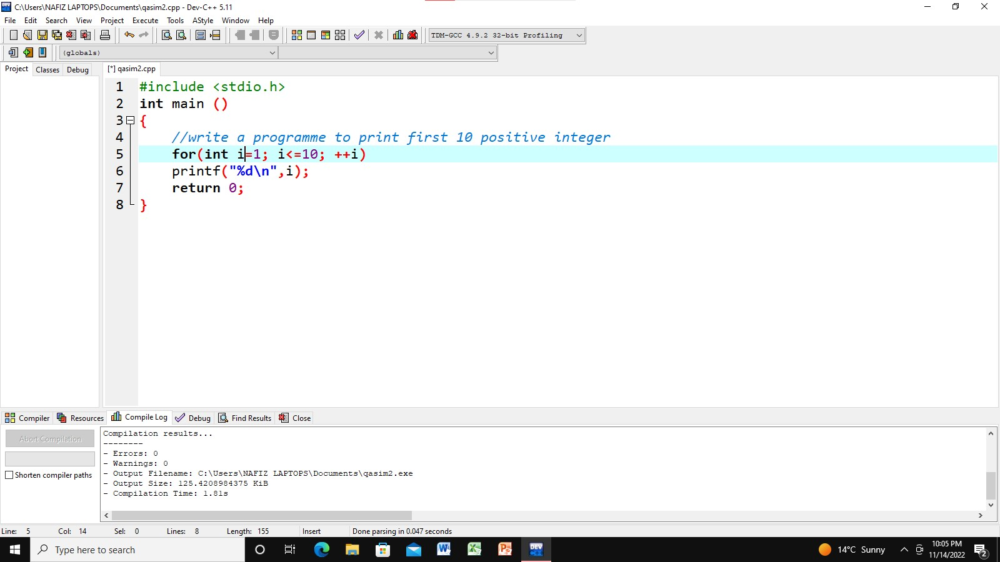 C:\Users\NAFIZ LAPTOPS\Documents\qasim2.cpp - Dev-C++ 5.11
File Edit Search View Project Execute Tools AStyle Window Help
TDM-GCC 4.9.2 32-bit Profiling
(globals)
Project Classes Debug [*] qasim2.cpp
1 #include <stdio.h>
2 int main ()
3 {
4 //write a programme to print first 10 positive integer
5 for(int i=1; i<=10; ++i)
6 printf("%d\n",i);
7 return 0;
8 }
Compiler Resources Compile Log Debug Find Results Close
Abort Compilation
Shorten compiler paths
Compilation results...
--------
- Errors: 0
- Warnings: 0
- Output Filename: C:\Users\NAFIZ LAPTOPS\Documents\qasim2.exe
- Output Size: 125.4208984375 KiB
- Compilation Time: 1.81s
Line: 5 Col: 14 Sel: 0 Lines: 8 Length: 155 Insert Done parsing in 0.047 seconds
Type here to search
14°C Sunny
10:05 PM
11/14/2022
2